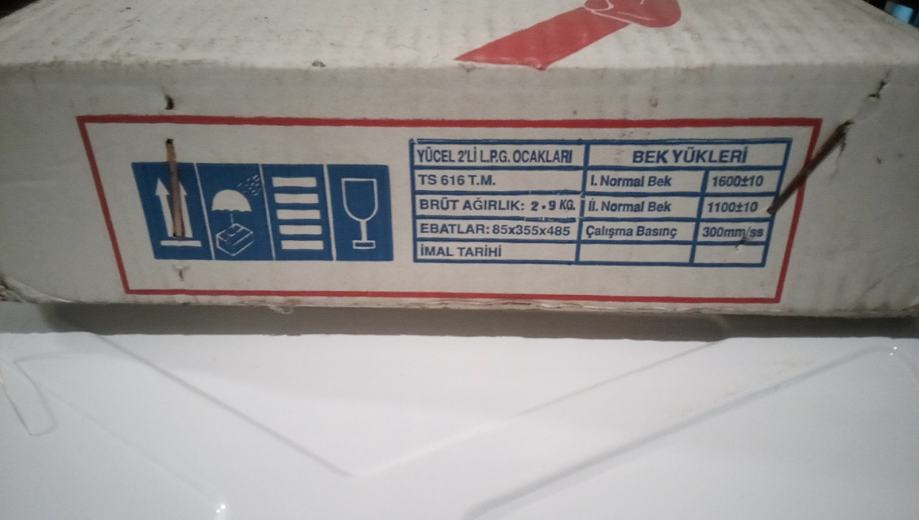 YÜCEL 2'Lİ L.P.G. OCAKLARI
BEK YÜKLERİ
TS 616 T.M.
I. Normal Bek 1600±10
BRÜT AĞIRLIK: 2.9 KG.
II. Normal Bek 1100±10
EBATLAR: 85x355x485
Çalışma Basınç 300mm/ss
İMAL TARİHİ